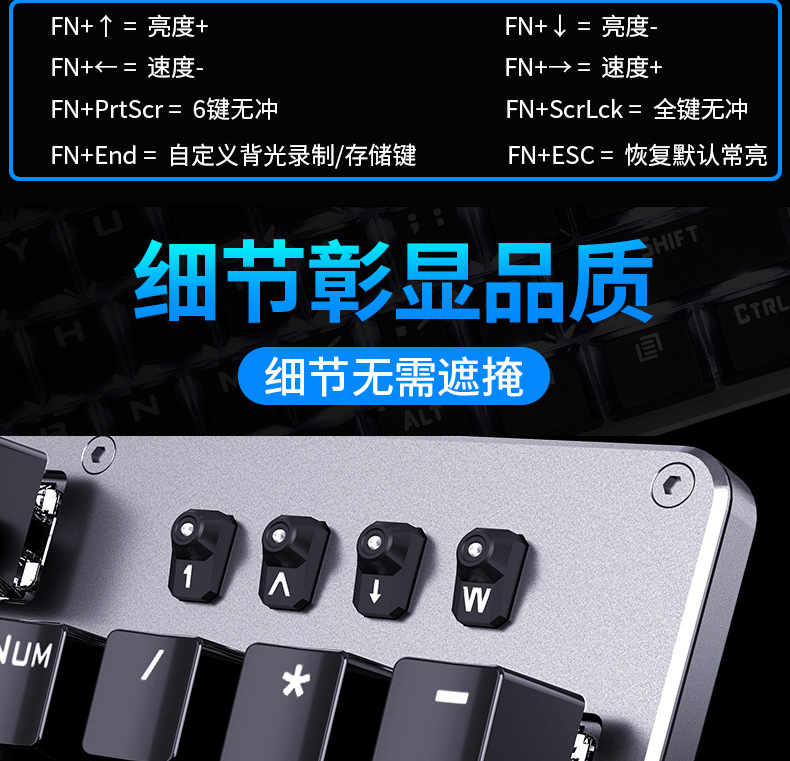 FN+↑= 亮度+
FN+↓= 亮度-
FN+←= 速度-
FN+→= 速度+
FN+PrtScr= 6键无冲
FN+ScrLck= 全键无冲
FN+End= 自定义背光录制/存储键
FN+ESC= 恢复默认常亮
Y U
; :
SHIFT
细节彰显品质
H
CTRL
细节无需遮掩
N
ALT
1 A ↓ W
NUM / * -